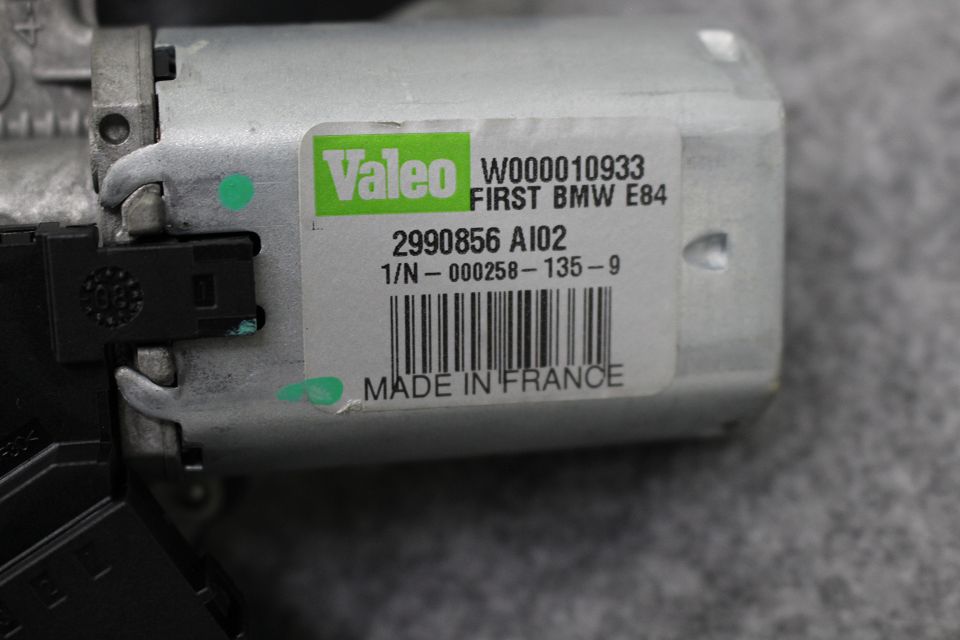 Valeo
W000010933
FIRST BMW E84
2990856 AI02
1/N - 000258 - 135 - 9
MADE IN FRANCE